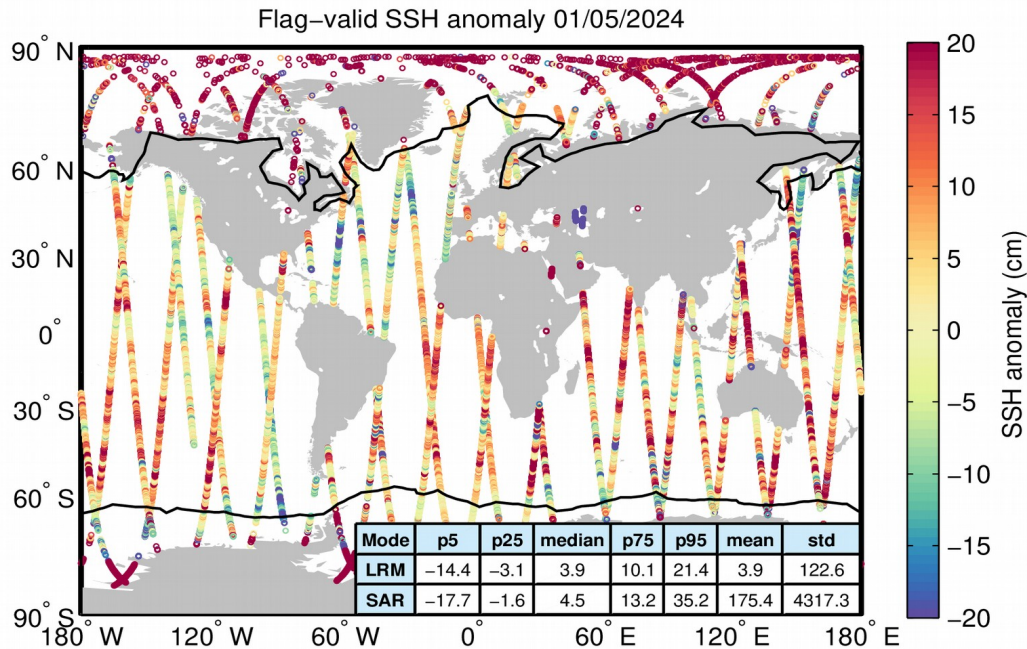 Flag−valid SSH anomaly 01/05/2024
90° N
60° N
30° N
0°
30° S
60° S
90° S
180° W 120° W 60° W 0° 60° E 120° E 180° E
Mode p5 p25 median p75 p95 mean std
LRM −14.4 −3.1 3.9 10.1 21.4 3.9 122.6
SAR −17.7 −1.6 4.5 13.2 35.2 175.4 4317.3
20
15
10
5
0
−5
−10
−15
−20
SSH anomaly (cm)